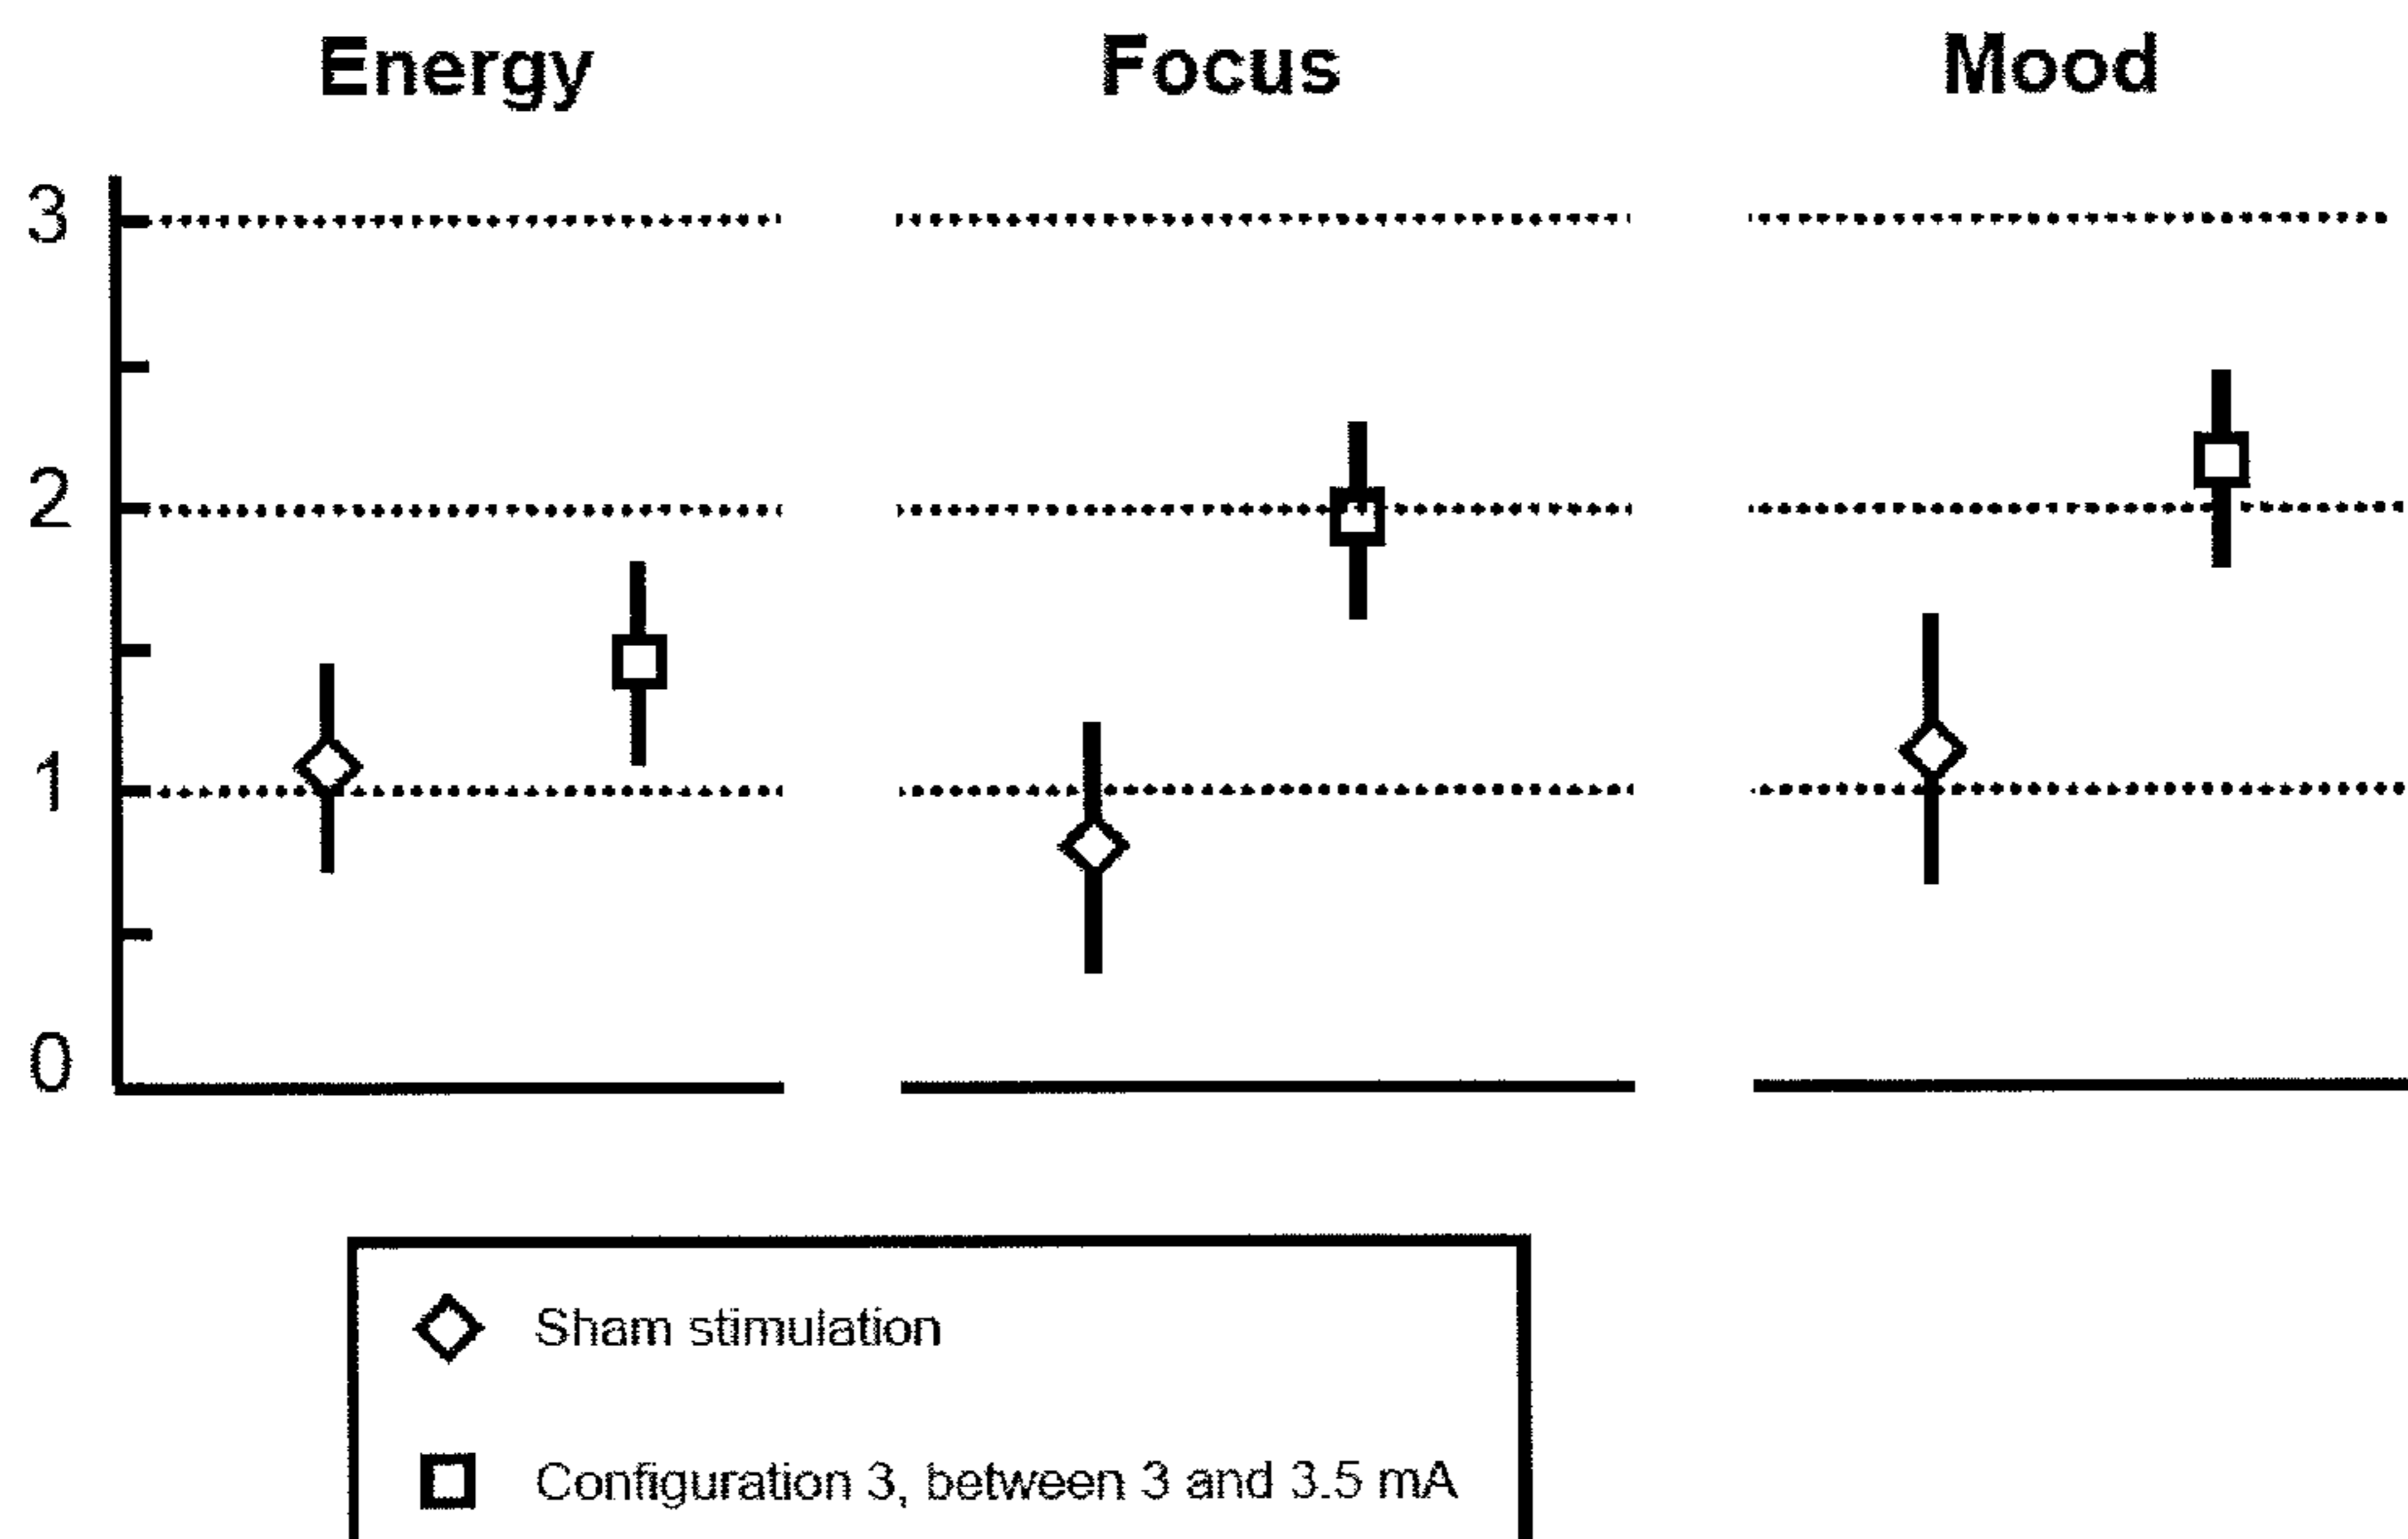 Energy Focus Mood
3
2
1
0
Sham stimulation
Configuration 3, between 3 and 3.5 mA